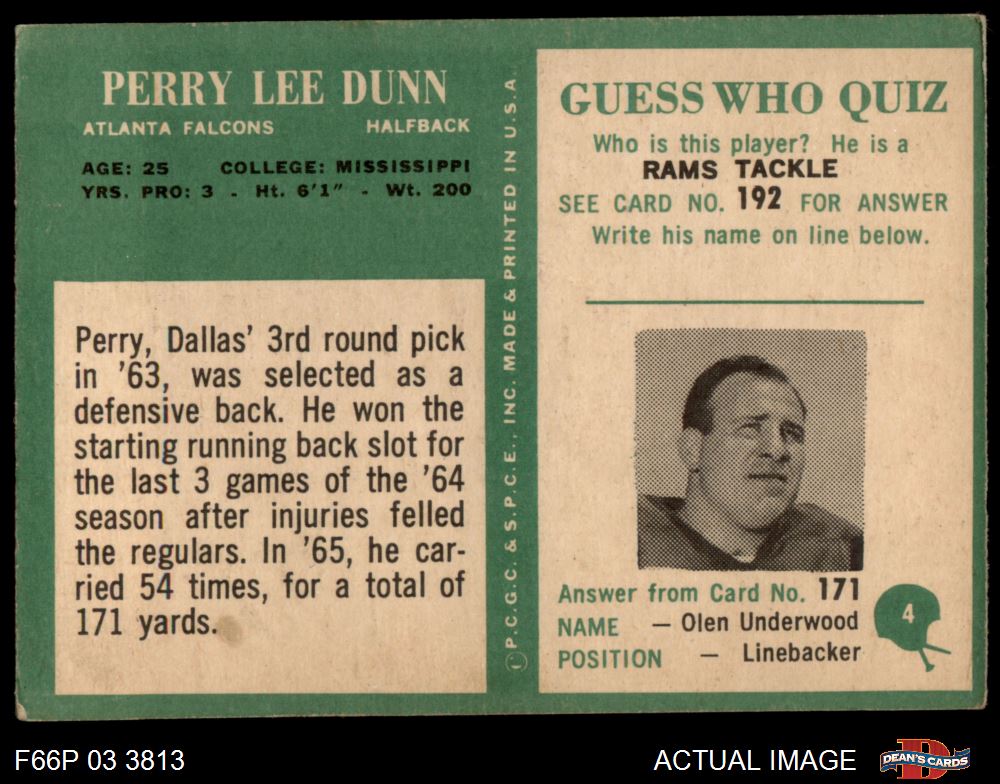 PERRY LEE DUNN
ATLANTA FALCONS HALFBACK
AGE: 25 COLLEGE: MISSISSIPPI
YRS. PRO: 3 - Ht. 6'1" - Wt. 200
Perry, Dallas' 3rd round pick
in '63, was selected as a
defensive back. He won the
starting running back slot for
the last 3 games of the '64
season after injuries felled
the regulars. In '65, he car-
ried 54 times, for a total of
171 yards.
©P.C.G.C. & S.P.C.E., INC. MADE & PRINTED IN U.S.A.
GUESS WHO QUIZ
Who is this player? He is a
RAMS TACKLE
SEE CARD NO. 192 FOR ANSWER
Write his name on line below.
Answer from Card No. 171
NAME — Olen Underwood
POSITION — Linebacker
4
F66P 03 3813
ACTUAL IMAGE
D
DEAN'S CARDS